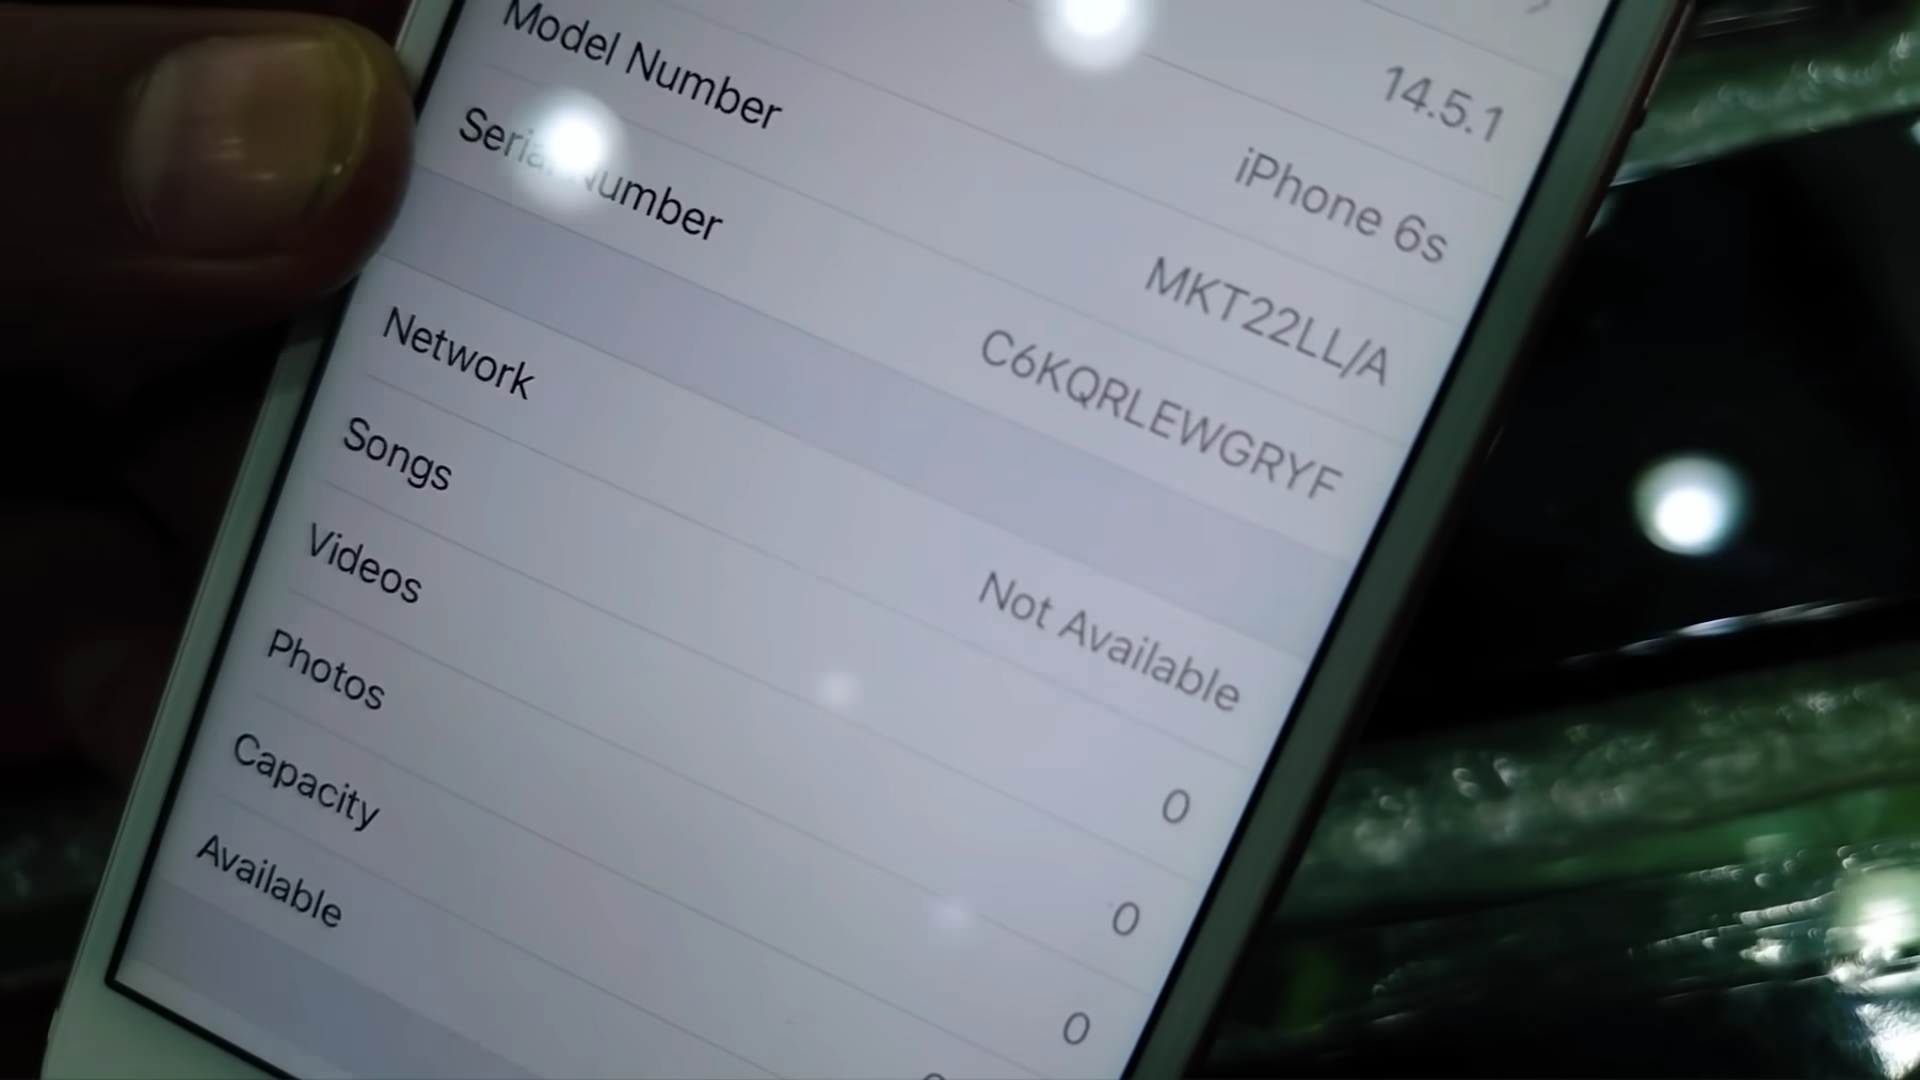 14.5.1
iPhone 6s
Model Number MKT22LL/A
Serial Number C6KQRLEWGRYF
Network Not Available
Songs 0
Videos 0
Photos 0
Capacity
Available